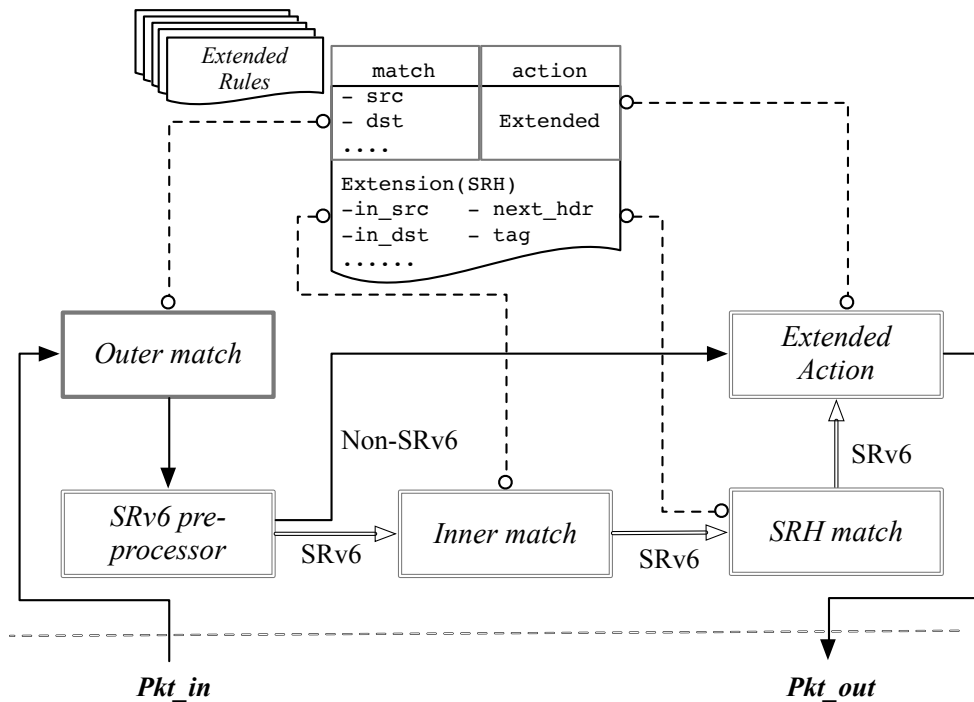 Extended
Rules
match action
- src
- dst
Extended
....
Extension(SRH)
-in_src - next_hdr
-in_dst - tag
......
Outer match
Extended
Action
Non-SRv6
SRv6
SRv6 pre-
processor
SRv6
Inner match
SRv6
SRH match
Pkt_in
Pkt_out